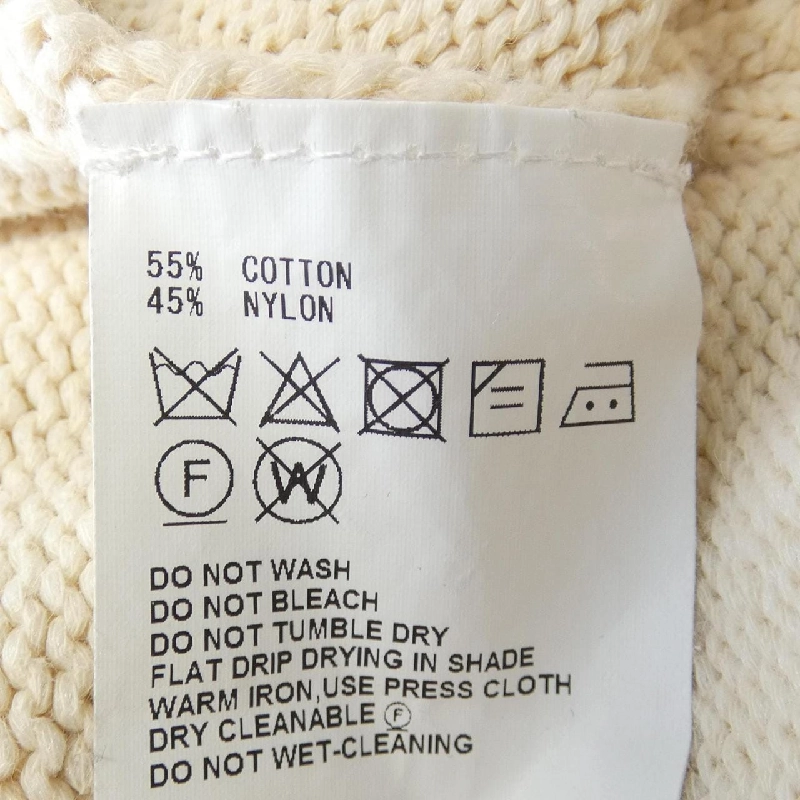 55% COTTON
45% NYLON
F W
DO NOT WASH
DO NOT BLEACH
DO NOT TUMBLE DRY
FLAT DRIP DRYING IN SHADE
WARM IRON,USE PRESS CLOTH
DRY CLEANABLE Ⓕ
DO NOT WET-CLEANING